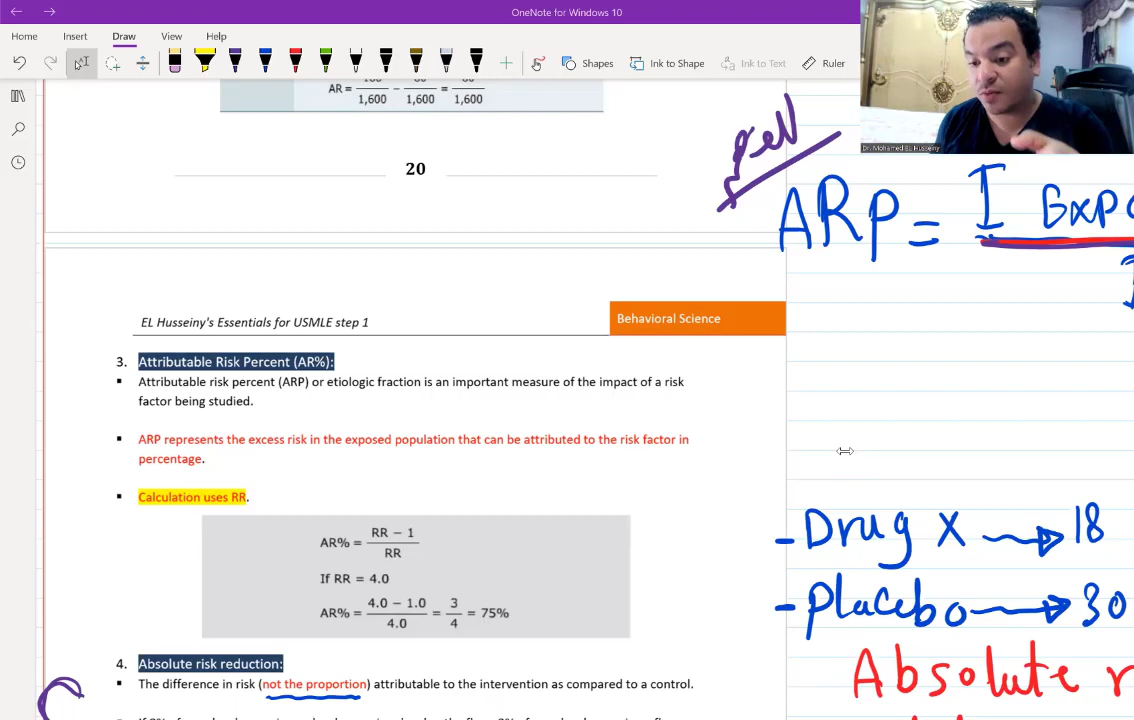 OneNote for Windows 10
Home Insert Draw View Help
Shapes Ink to Shape Ink to Text Ruler
AR = 80 80
1,600 - 1,600 = 1,600
20
gell
Dr. Mohamed EL Husseiny
ARP = I Expo
EL Husseiny's Essentials for USMLE step 1
Behavioral Science
3. Attributable Risk Percent (AR%):
▪ Attributable risk percent (ARP) or etiologic fraction is an important measure of the impact of a risk
factor being studied.
▪ ARP represents the excess risk in the exposed population that can be attributed to the risk factor in
percentage.
▪ Calculation uses RR.
AR% = RR − 1
RR
If RR = 4.0
AR% = 4.0 − 1.0 = 3 = 75%
4.0 4
- Drug X → 18
- Placebo → 30
4. Absolute risk reduction:
Absolute r
▪ The difference in risk (not the proportion) attributable to the intervention as compared to a control.